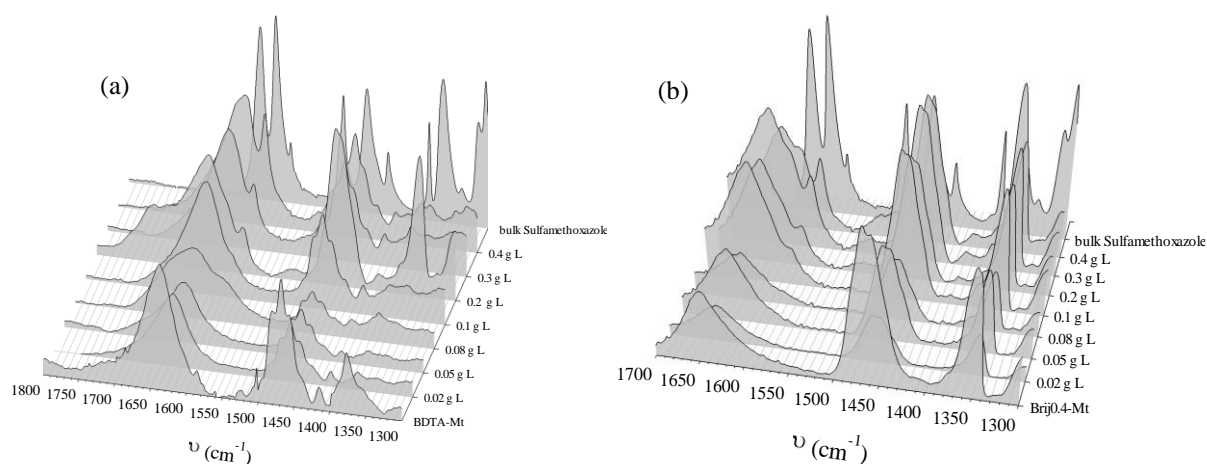 (a)
bulk Sulfamethoxazole
0.4 g L
0.3 g L
0.2 g L
0.1 g L
0.08 g L
0.05 g L
0.02 g L
BDTA-Mt
1800 1750 1700 1650 1600 1550 1500 1450 1400 1350 1300
υ (cm⁻¹)
(b)
bulk Sulfamethoxazole
0.4 g L
0.3 g L
0.2 g L
0.1 g L
0.08 g L
0.05 g L
0.02 g L
Brij0.4-Mt
1700 1650 1600 1550 1450 1400 1350 1300
υ (cm⁻¹)